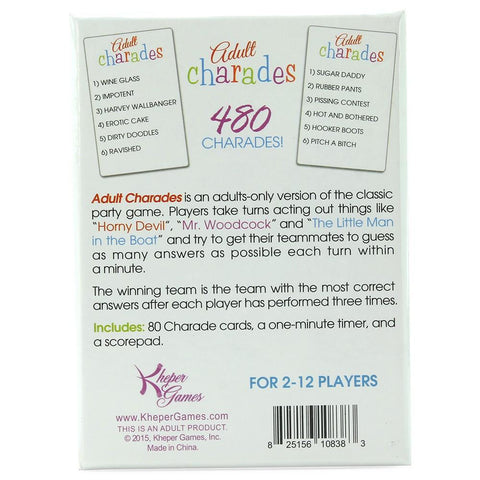 Adult
charades
1) WINE GLASS
2) IMPOTENT
3) HARVEY WALLBANGER
4) EROTIC CAKE
5) DIRTY DOODLES
6) RAVISHED
Adult
charades
480
CHARADES!
Adult
charades
1) SUGAR DADDY
2) RUBBER PANTS
3) PISSING CONTEST
4) HOT AND BOTHERED
5) HOOKER BOOTS
6) PITCH A BITCH
Adult Charades is an adults-only version of the classic
party game. Players take turns acting out things like
"Horny Devil", "Mr. Woodcock" and "The Little Man
in the Boat" and try to get their teammates to guess
as many answers as possible each turn within
a minute.
The winning team is the team with the most correct
answers after each player has performed three times.
Includes: 80 Charade cards, a one-minute timer, and
a scorepad.
Kheper
Games
FOR 2-12 PLAYERS
www.KheperGames.com
THIS IS AN ADULT PRODUCT.
© 2015, Kheper Games, Inc.
Made in China.
8 25156 10838 3